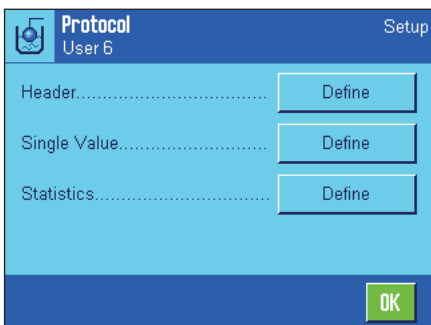 Protocol Setup
User 6
Header................................... Define
Single Value........................... Define
Statistics................................ Define
OK